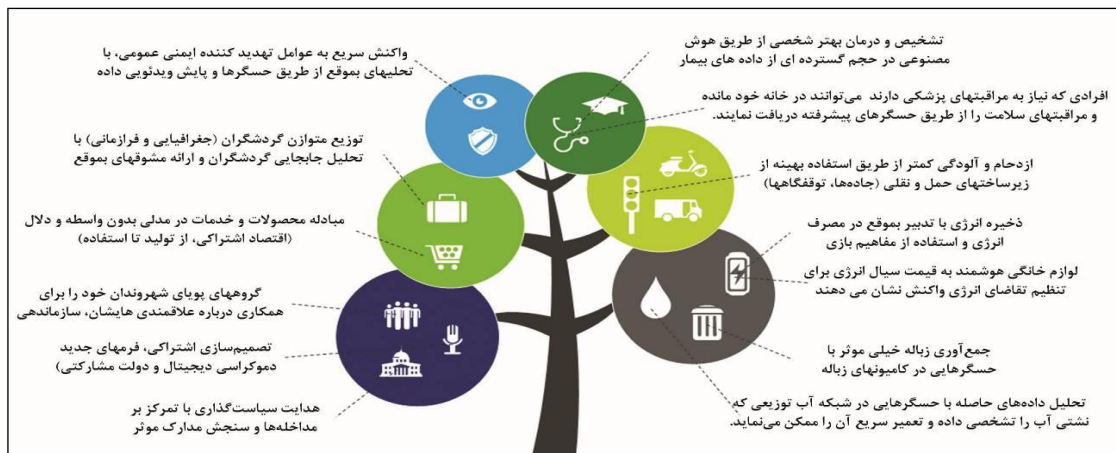 تشخیص و درمان بهتر شخصی از طریق هوش
مصنوعی در حجم گسترده ای از داده های بیمار
افرادی که نیاز به مراقبتهای پزشکی دارند می‌توانند در خانه خود مانده
و مراقبتهای سلامت را از طریق حسگرهای پیشرفته دریافت نمایند.
ازدحام و آلودگی کمتر از طریق استفاده بهینه از
زیرساختهای حمل و نقلی (جاده‌ها، توقفگاهها)
ذخیره انرژی با تدبیر بموقع در مصرف
انرژی و استفاده از مفاهیم بازی
لوازم خانگی هوشمند به قیمت سیال انرژی برای
تنظیم تقاضای انرژی واکنش نشان می دهند
جمع‌آوری زباله خیلی موثر با
حسگرهایی در کامیونهای زباله
تحلیل داده‌های حاصله با حسگرهایی در شبکه آب توزیعی که
نشتی آب را تشخصی داده و تعمیر سریع آن را ممکن می‌نماید.
واکنش سریع به عوامل تهدید کننده ایمنی عمومی، با
تحلیهای بموقع از طریق حسگرها و پایش ویدئویی داده
توزیع متوازن گردشگران (جغرافیایی و فرازمانی) با
تحلیل جابجایی گردشگران و ارائه مشوقهای بموقع
مبادله محصولات و خدمات در مدلی بدون واسطه و دلال
(اقتصاد اشتراکی، از تولید تا استفاده)
گروههای پویای شهروندان خود را برای
همکاری درباره علاقمندی هایشان، سازماندهی
تصمیم‌سازی اشتراکی، فرمهای جدید
دموکراسی دیجیتال و دولت مشارکتی)
هدایت سیاست‌گذاری با تمرکز بر
مداخله‌ها و سنجش مدارک موثر